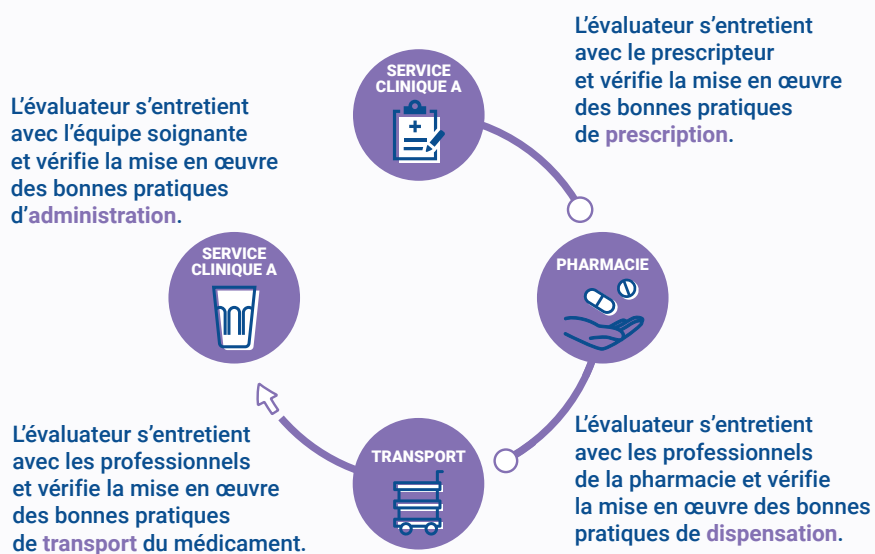 L’évaluateur s’entretient
avec le prescripteur
et vérifie la mise en œuvre
des bonnes pratiques
de prescription.
SERVICE
CLINIQUE A
L’évaluateur s’entretient
avec l’équipe soignante
et vérifie la mise en œuvre
des bonnes pratiques
d’administration.
SERVICE
CLINIQUE A
PHARMACIE
L’évaluateur s’entretient
avec les professionnels
de la pharmacie et vérifie
la mise en œuvre des bonnes
pratiques de dispensation.
TRANSPORT
L’évaluateur s’entretient
avec les professionnels
et vérifie la mise en œuvre
des bonnes pratiques
de transport du médicament.